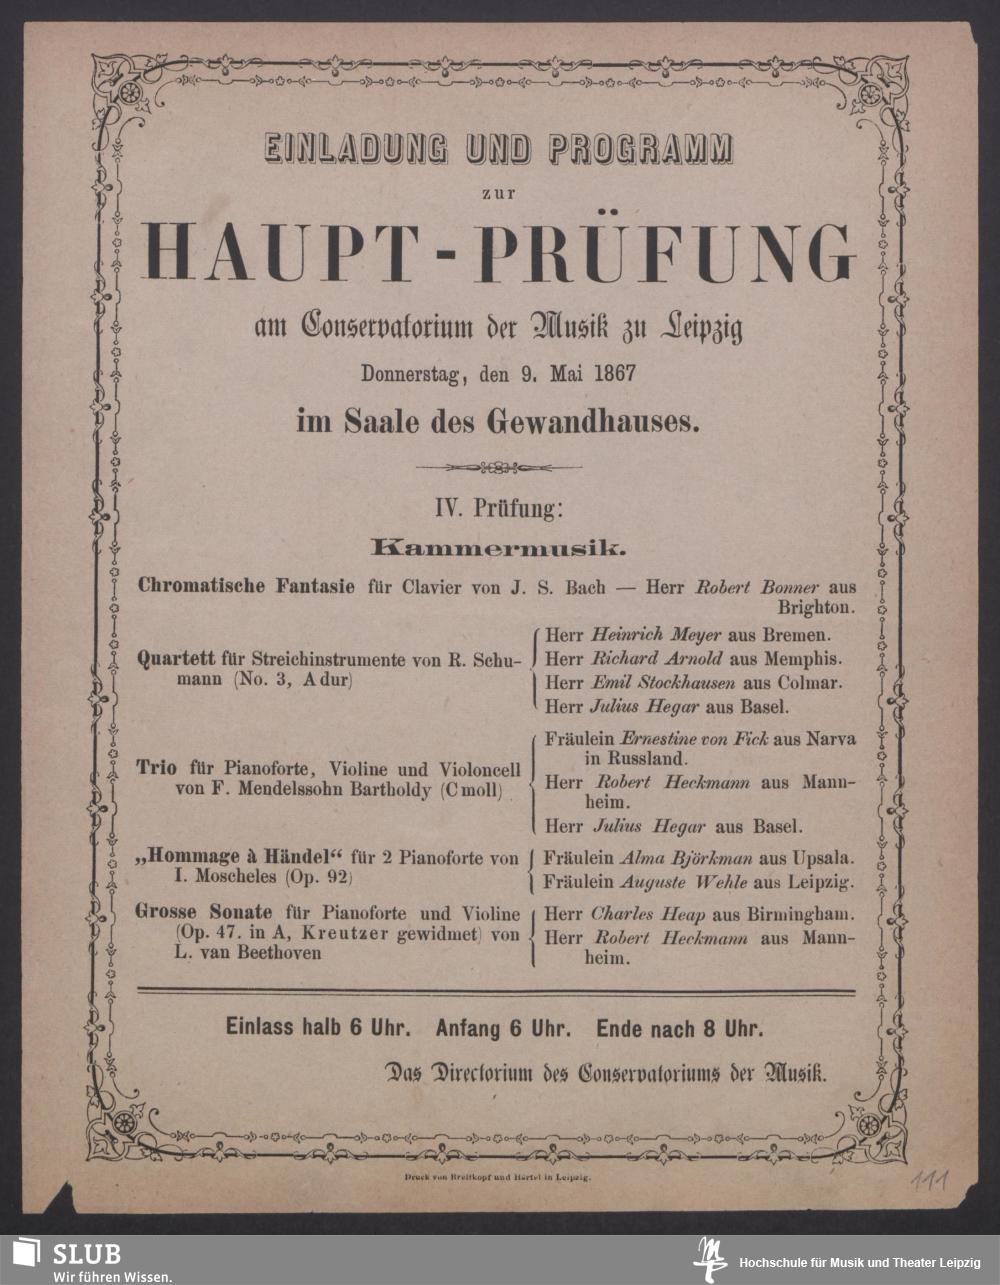 EINLADUNG UND PROGRAMM
zur
HAUPT-PRÜFUNG
am Conservatorium der Musik zu Leipzig
Donnerstag, den 9. Mai 1867
im Saale des Gewandhauses.
IV. Prüfung:
Kammermusik.
Chromatische Fantasie für Clavier von J. S. Bach — Herr Robert Bonner aus
Brighton.
Quartett für Streichinstrumente von R. Schu-
mann (No. 3, A dur)
Herr Heinrich Meyer aus Bremen.
Herr Richard Arnold aus Memphis.
Herr Emil Stockhausen aus Colmar.
Herr Julius Hegar aus Basel.
Trio für Pianoforte, Violine und Violoncell
von F. Mendelssohn Bartholdy (C moll)
Fräulein Ernestine von Fick aus Narva
in Russland.
Herr Robert Heckmann aus Mann-
heim.
Herr Julius Hegar aus Basel.
„Hommage à Händel“ für 2 Pianoforte von
I. Moscheles (Op. 92)
Fräulein Alma Björkman aus Upsala.
Fräulein Auguste Wehle aus Leipzig.
Grosse Sonate für Pianoforte und Violine
(Op. 47. in A, Kreutzer gewidmet) von
L. van Beethoven
Herr Charles Heap aus Birmingham.
Herr Robert Heckmann aus Mann-
heim.
Einlass halb 6 Uhr. Anfang 6 Uhr. Ende nach 8 Uhr.
Das Directorium des Conservatoriums der Musik.
Druck von Breitkopf und Härtel in Leipzig.
111
SLUB
Wir führen Wissen.
Hochschule für Musik und Theater Leipzig